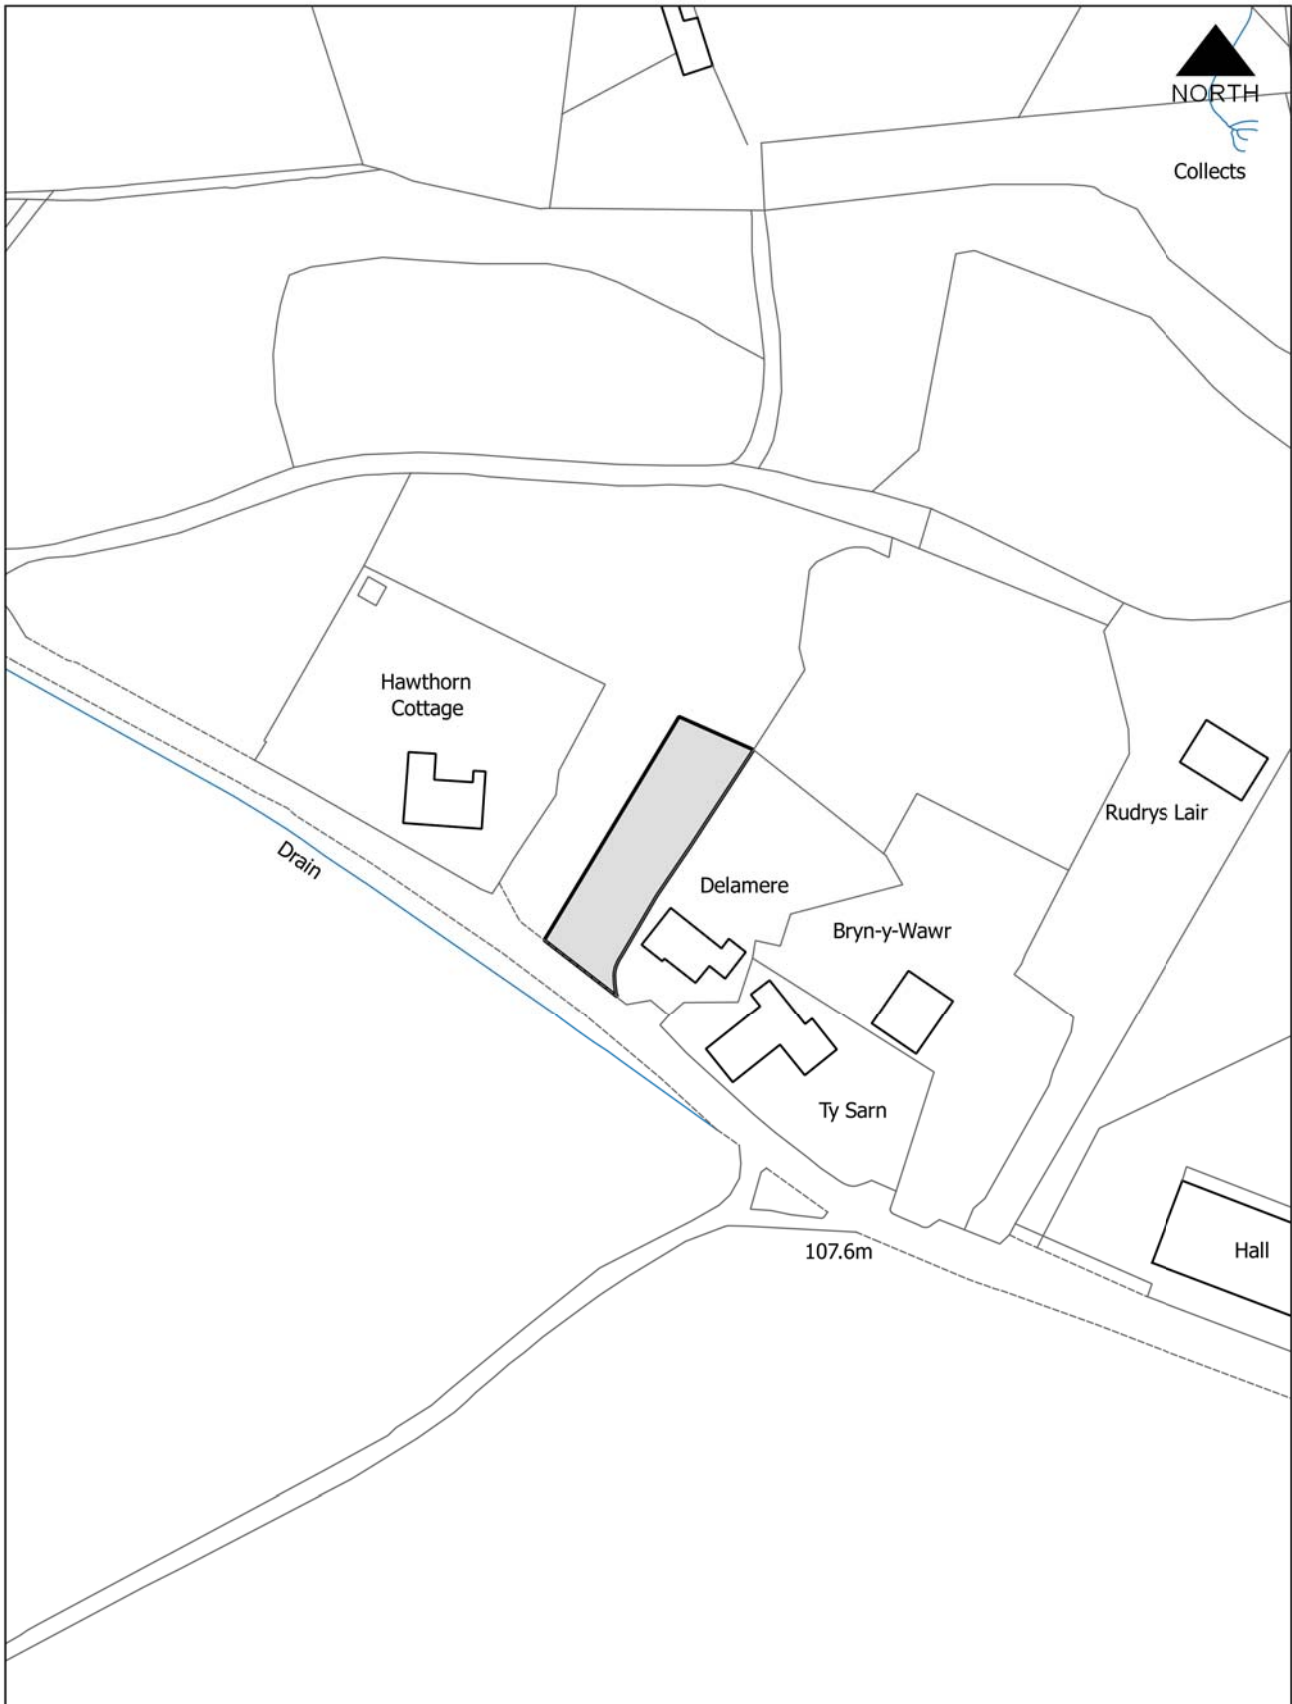 NORTH
Collects
Hawthorn
Cottage
Rudrys Lair
Drain
Delamere
Bryn-y-Wawr
Ty Sarn
107.6m
Hall